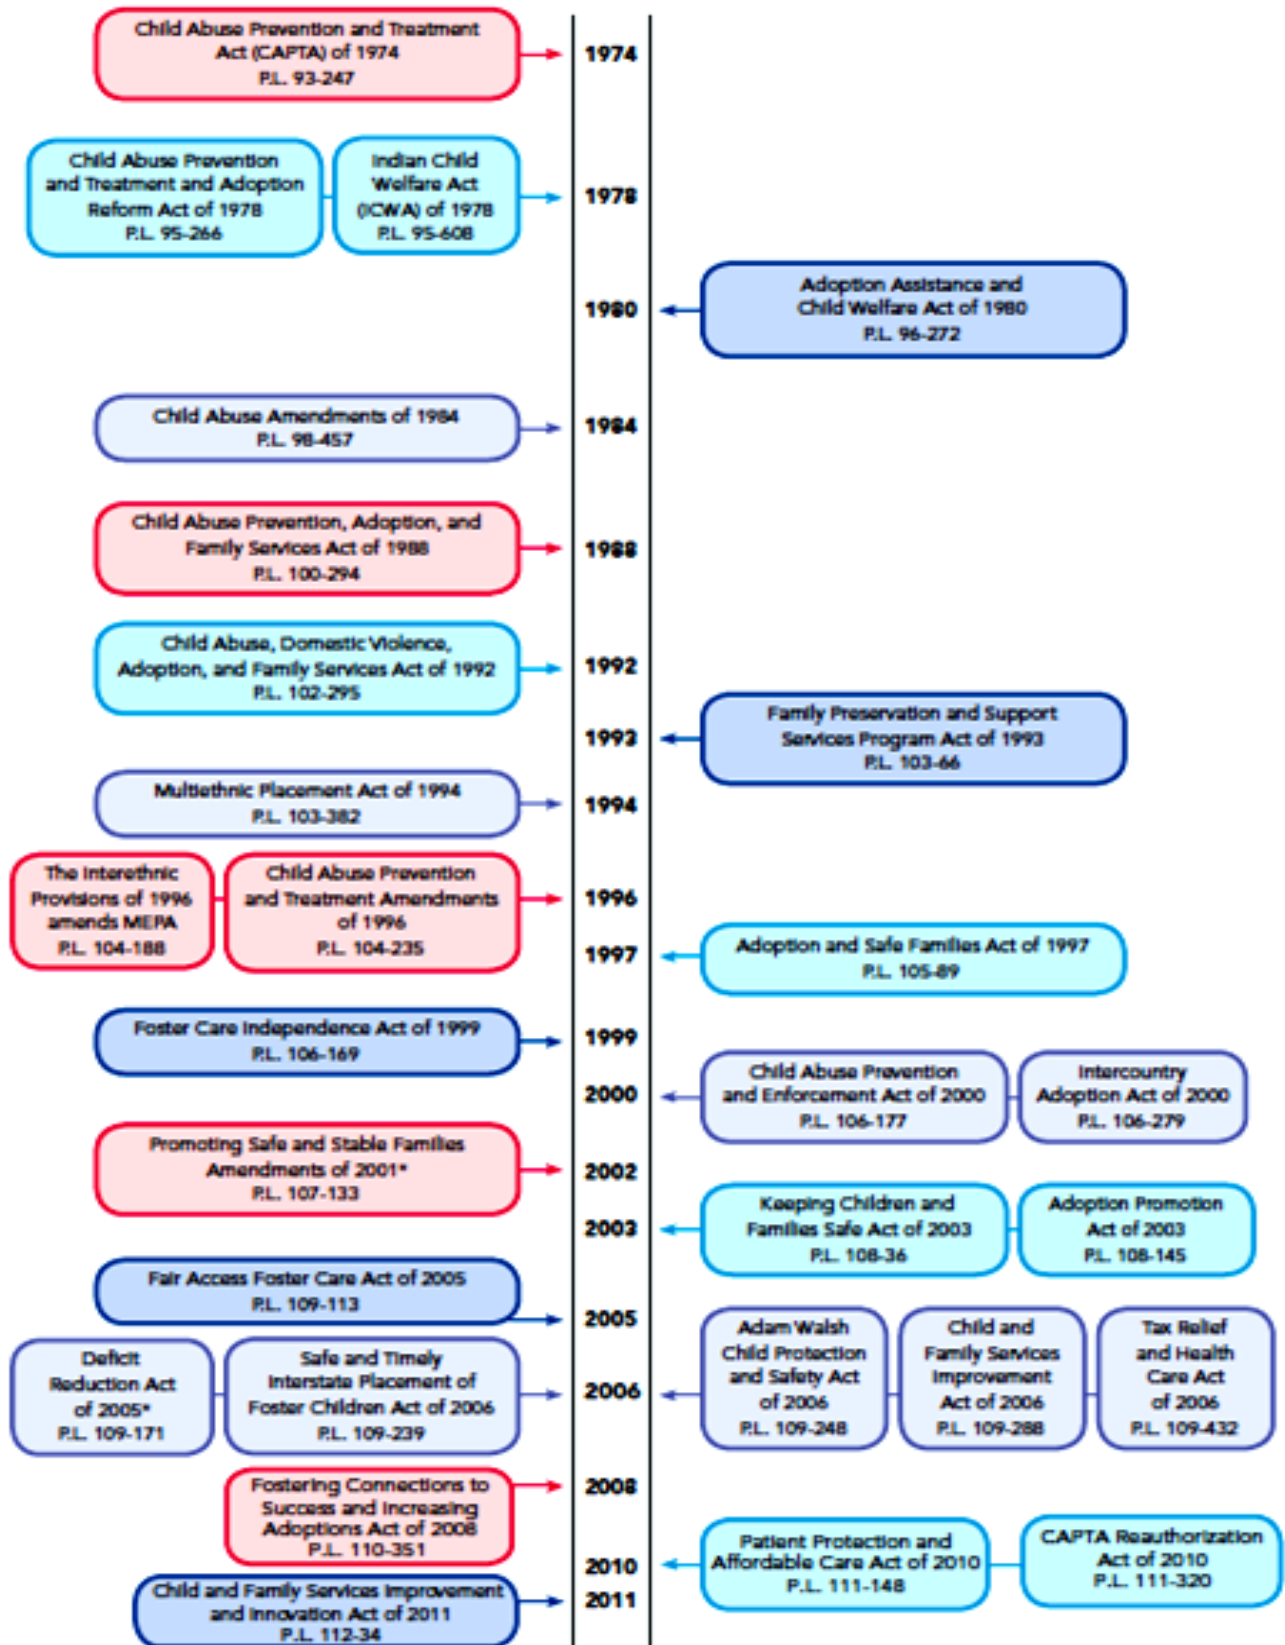 Child Abuse Prevention and Treatment
Act (CAPTA) of 1974
P.L. 93-247
1974
Child Abuse Prevention
and Treatment and Adoption
Reform Act of 1978
P.L. 95-266
Indian Child
Welfare Act
(ICWA) of 1978
P.L. 95-608
1978
1980
Adoption Assistance and
Child Welfare Act of 1980
P.L. 96-272
Child Abuse Amendments of 1984
P.L. 98-457
1984
Child Abuse Prevention, Adoption, and
Family Services Act of 1988
P.L. 100-294
1988
Child Abuse, Domestic Violence,
Adoption, and Family Services Act of 1992
P.L. 102-295
1992
1993
Family Preservation and Support
Services Program Act of 1993
P.L. 103-66
Multiethnic Placement Act of 1994
P.L. 103-382
1994
The Interethnic
Provisions of 1996
amends MEPA
P.L. 104-188
Child Abuse Prevention
and Treatment Amendments
of 1996
P.L. 104-235
1996
1997
Adoption and Safe Families Act of 1997
P.L. 105-89
Foster Care Independence Act of 1999
P.L. 106-169
1999
2000
Child Abuse Prevention
and Enforcement Act of 2000
P.L. 106-177
Intercountry
Adoption Act of 2000
P.L. 106-279
Promoting Safe and Stable Families
Amendments of 2001*
P.L. 107-133
2002
2003
Keeping Children and
Families Safe Act of 2003
P.L. 108-36
Adoption Promotion
Act of 2003
P.L. 108-145
Fair Access Foster Care Act of 2005
P.L. 109-113
2005
Deficit
Reduction Act
of 2005*
P.L. 109-171
Safe and Timely
Interstate Placement of
Foster Children Act of 2006
P.L. 109-239
2006
Adam Walsh
Child Protection
and Safety Act
of 2006
P.L. 109-248
Child and
Family Services
Improvement
Act of 2006
P.L. 109-288
Tax Relief
and Health
Care Act
of 2006
P.L. 109-432
Fostering Connections to
Success and Increasing
Adoptions Act of 2008
P.L. 110-351
2008
2010
Patient Protection and
Affordable Care Act of 2010
P.L. 111-148
CAPTA Reauthorization
Act of 2010
P.L. 111-320
Child and Family Services Improvement
and Innovation Act of 2011
P.L. 112-34
2011